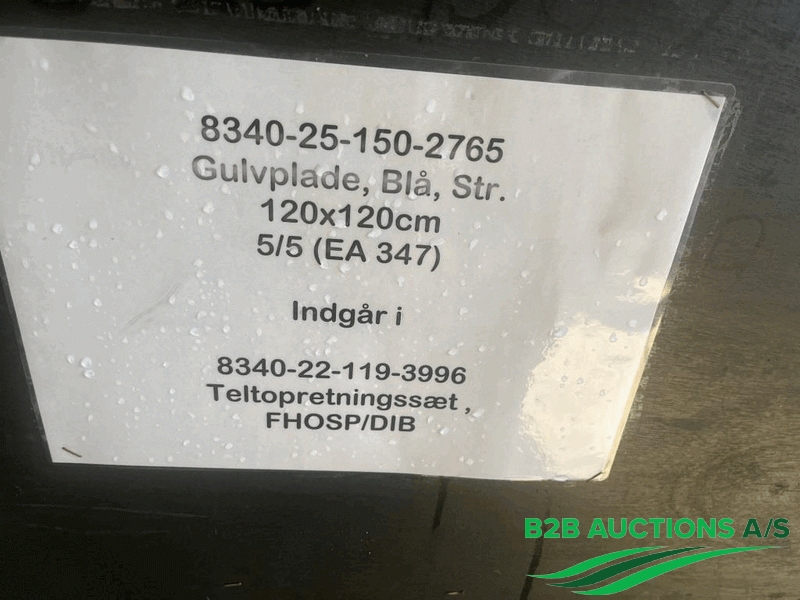 8340-25-150-2765
Gulvplade, Blå, Str.
120x120cm
5/5 (EA 347)
Indgår i
8340-22-119-3996
Teltopretningssæt ,
FHOSP/DIB
B2B AUCTIONS A/S